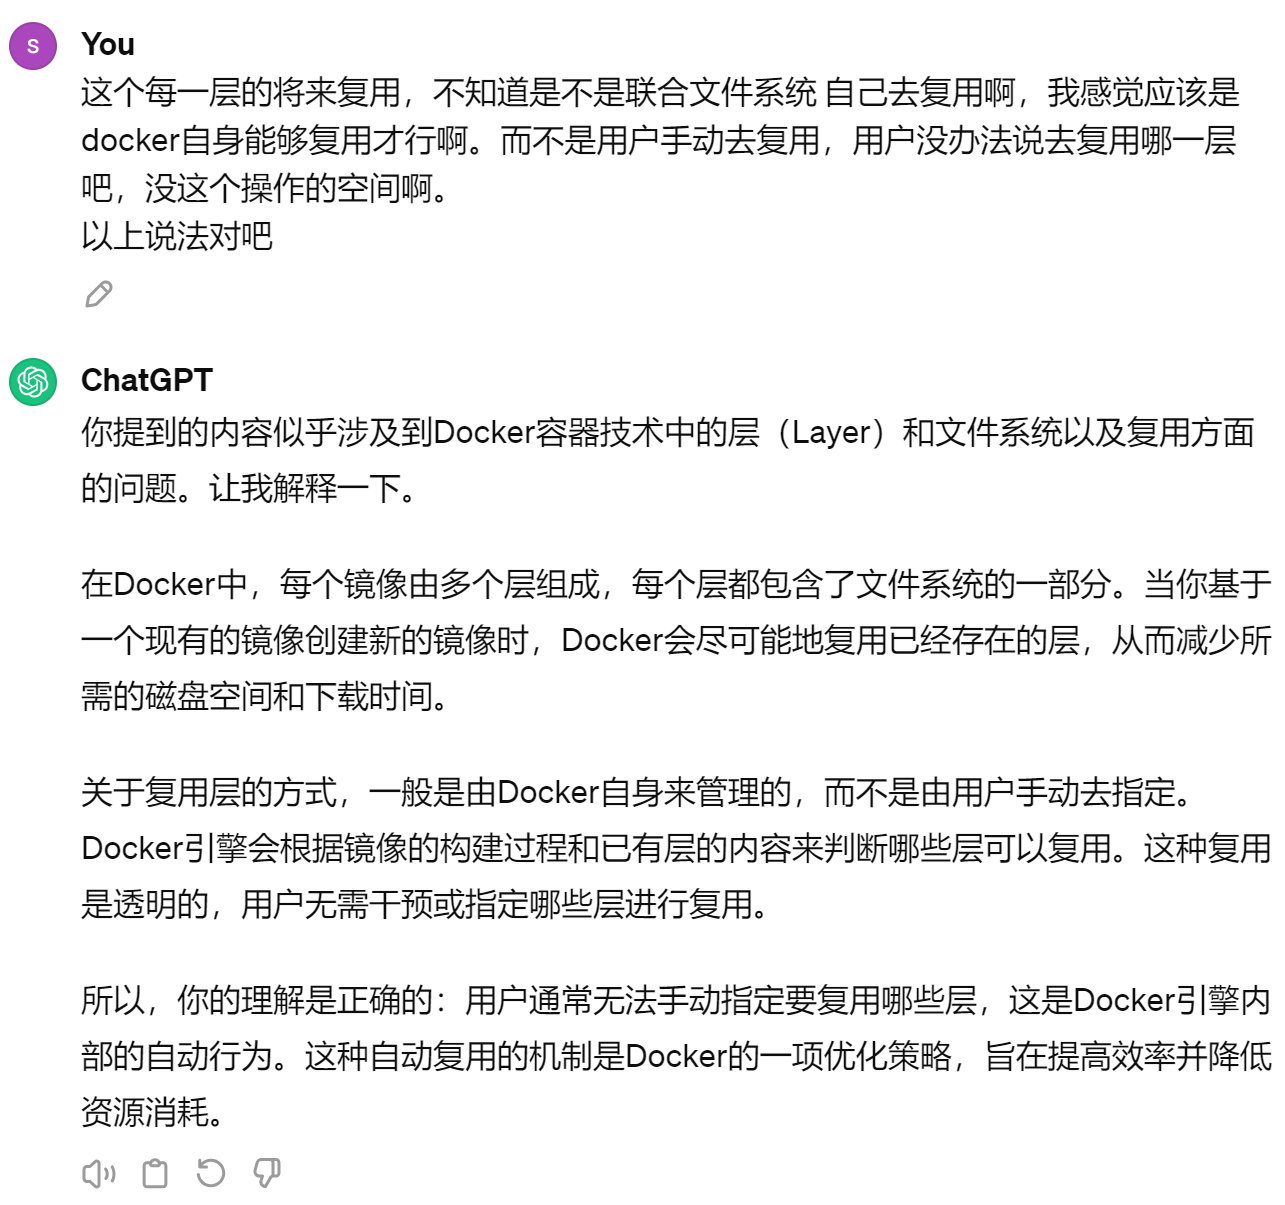 S
You
这个每一层的将来复用，不知道是不是联合文件系统 自己去复用啊，我感觉应该是
docker自身能够复用才行啊。而不是用户手动去复用，用户没办法说去复用哪一层
吧，没这个操作的空间啊。
以上说法对吧
ChatGPT
你提到的内容似乎涉及到Docker容器技术中的层（Layer）和文件系统以及复用方面
的问题。让我解释一下。
在Docker中，每个镜像由多个层组成，每个层都包含了文件系统的一部分。当你基于
一个现有的镜像创建新的镜像时，Docker会尽可能地复用已经存在的层，从而减少所
需的磁盘空间和下载时间。
关于复用层的方式，一般是由Docker自身来管理的，而不是由用户手动去指定。
Docker引擎会根据镜像的构建过程和已有层的内容来判断哪些层可以复用。这种复用
是透明的，用户无需干预或指定哪些层进行复用。
所以，你的理解是正确的：用户通常无法手动指定要复用哪些层，这是Docker引擎内
部的自动行为。这种自动复用的机制是Docker的一项优化策略，旨在提高效率并降低
资源消耗。